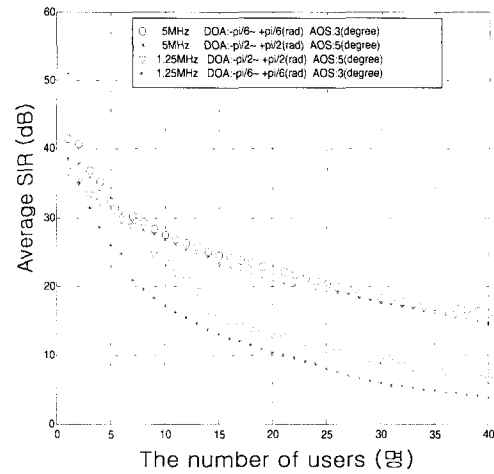 5MHz DOA:-pi/6~ +pi/6(rad) AOS:3(degree)
5MHz DOA:-pi/2~ +pi/2(rad) AOS:5(degree)
1.25MHz DOA:-pi/2~ +pi/2(rad) AOS:5(degree)
1.25MHz DOA:-pi/6~ +pi/6(rad) AOS:3(degree)
60
50
40
30
20
10
0
Average SIR (dB)
0 5 10 15 20 25 30 35 40
The number of users (명)